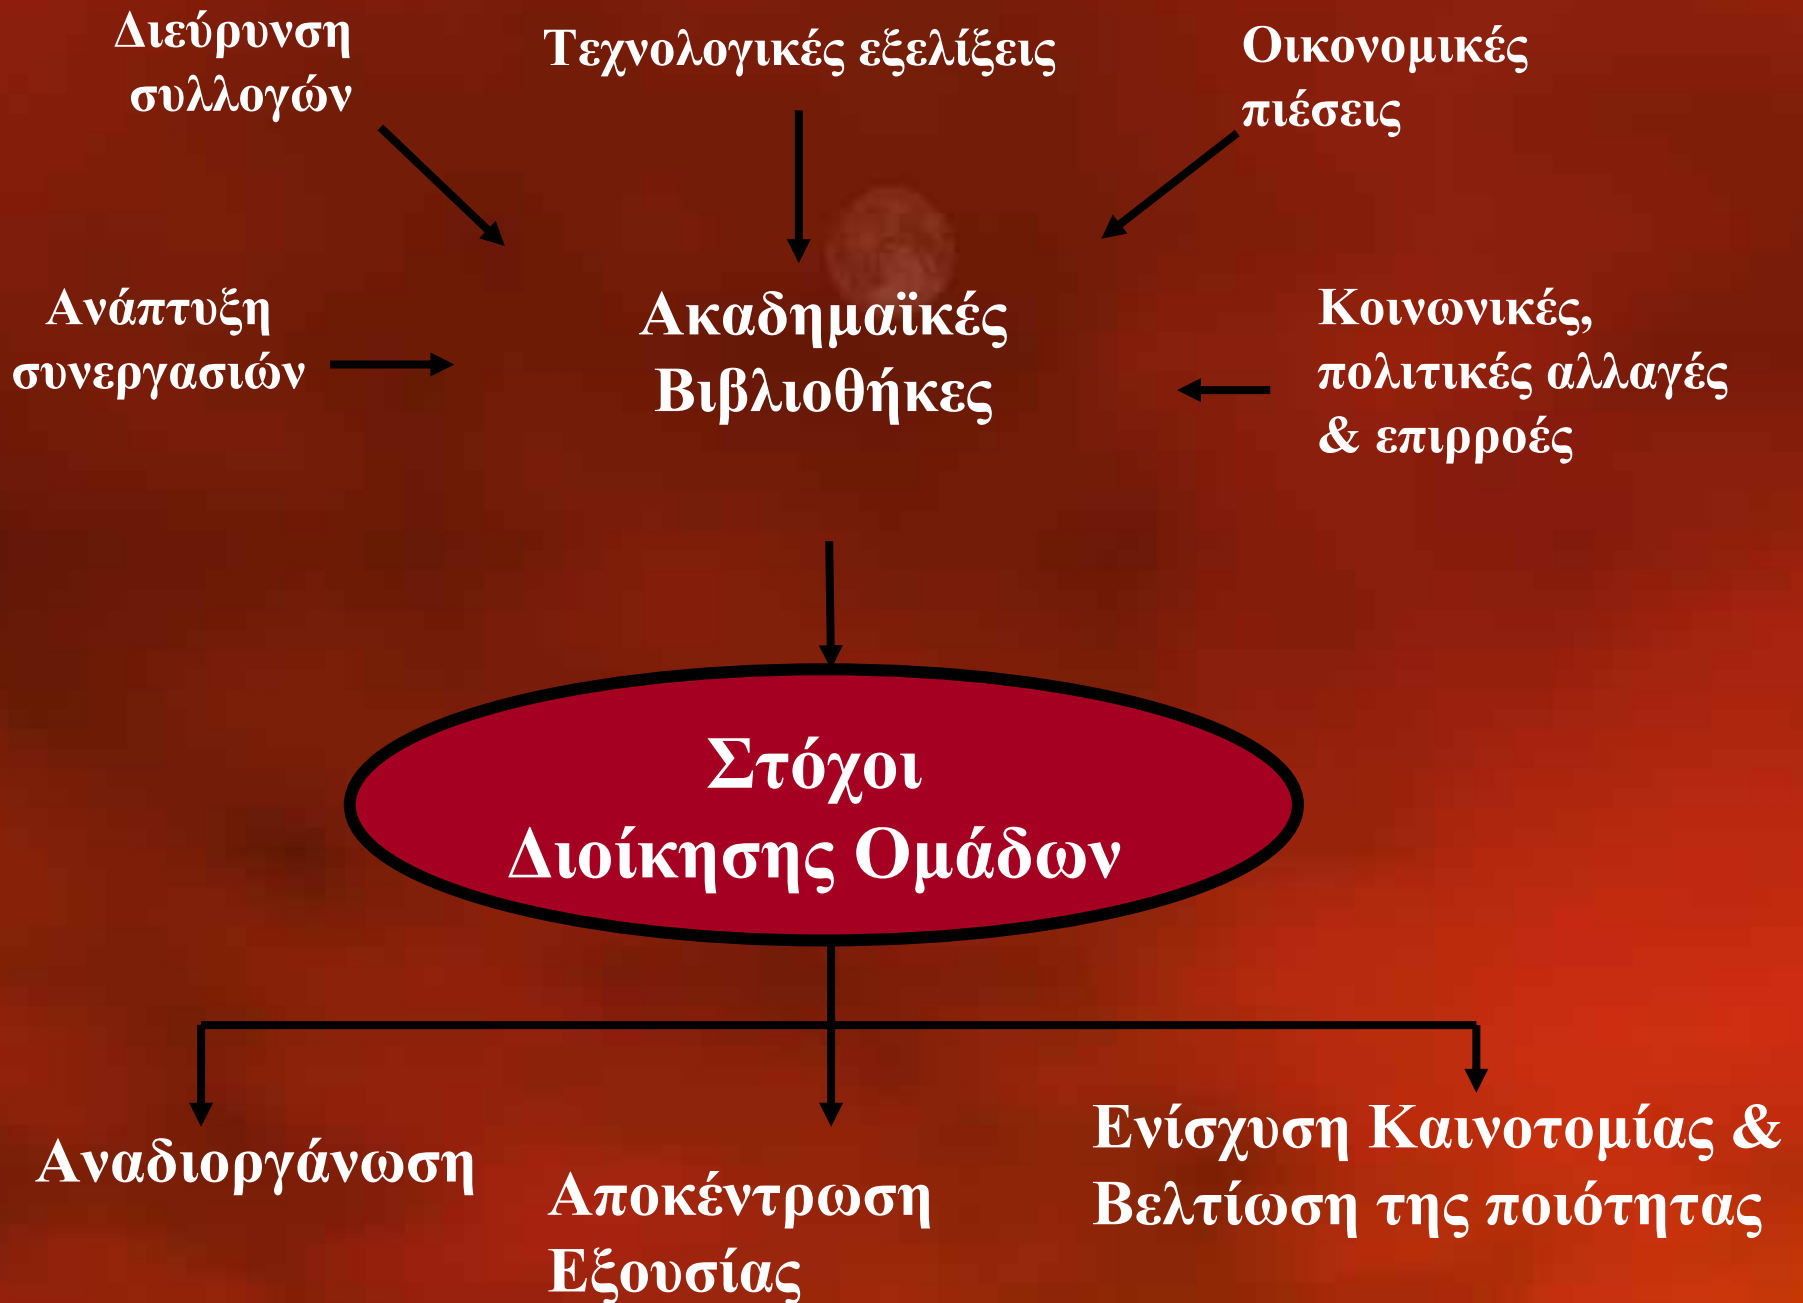 Διεύρυνση
συλλογών
Τεχνολογικές εξελίξεις
Οικονομικές
πιέσεις
Ανάπτυξη
συνεργασιών
Ακαδημαϊκές
Βιβλιοθήκες
Κοινωνικές,
πολιτικές αλλαγές
& επιρροές
Στόχοι
Διοίκησης Ομάδων
Αναδιοργάνωση
Αποκέντρωση
Εξουσίας
Ενίσχυση Καινοτομίας &
Βελτίωση της ποιότητας